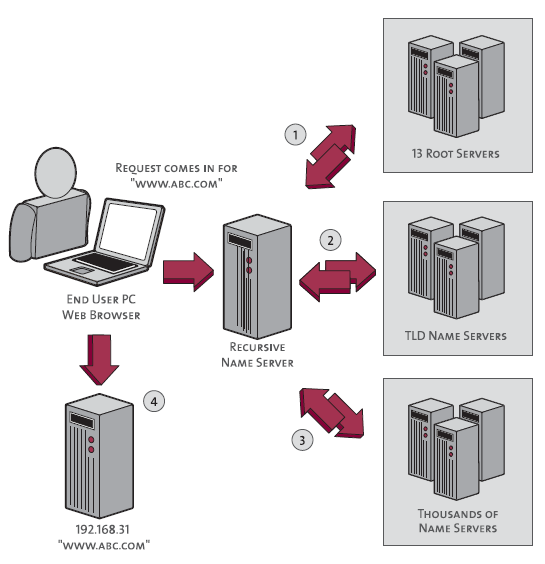 Request comes in for
"www.abc.com"
1
13 Root Servers
End User PC
Web Browser
Recursive
Name Server
2
TLD Name Servers
3
Thousands of
Name Servers
4
192.168.31
"www.abc.com"